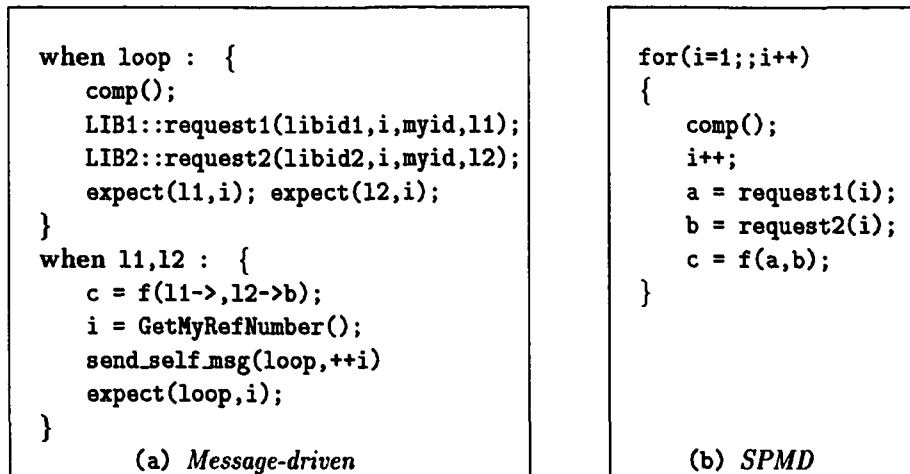 when loop : {
comp();
LIB1::request1(libid1,i,myid,l1);
LIB2::request2(libid2,i,myid,l2);
expect(l1,i); expect(l2,i);
}
when l1,l2 : {
c = f(l1->,l2->b);
i = GetMyRefNumber();
send_self_msg(loop,++i)
expect(loop,i);
}
(a) Message-driven
for(i=1;;i++)
{
comp();
i++;
a = request1(i);
b = request2(i);
c = f(a,b);
}
(b) SPMD